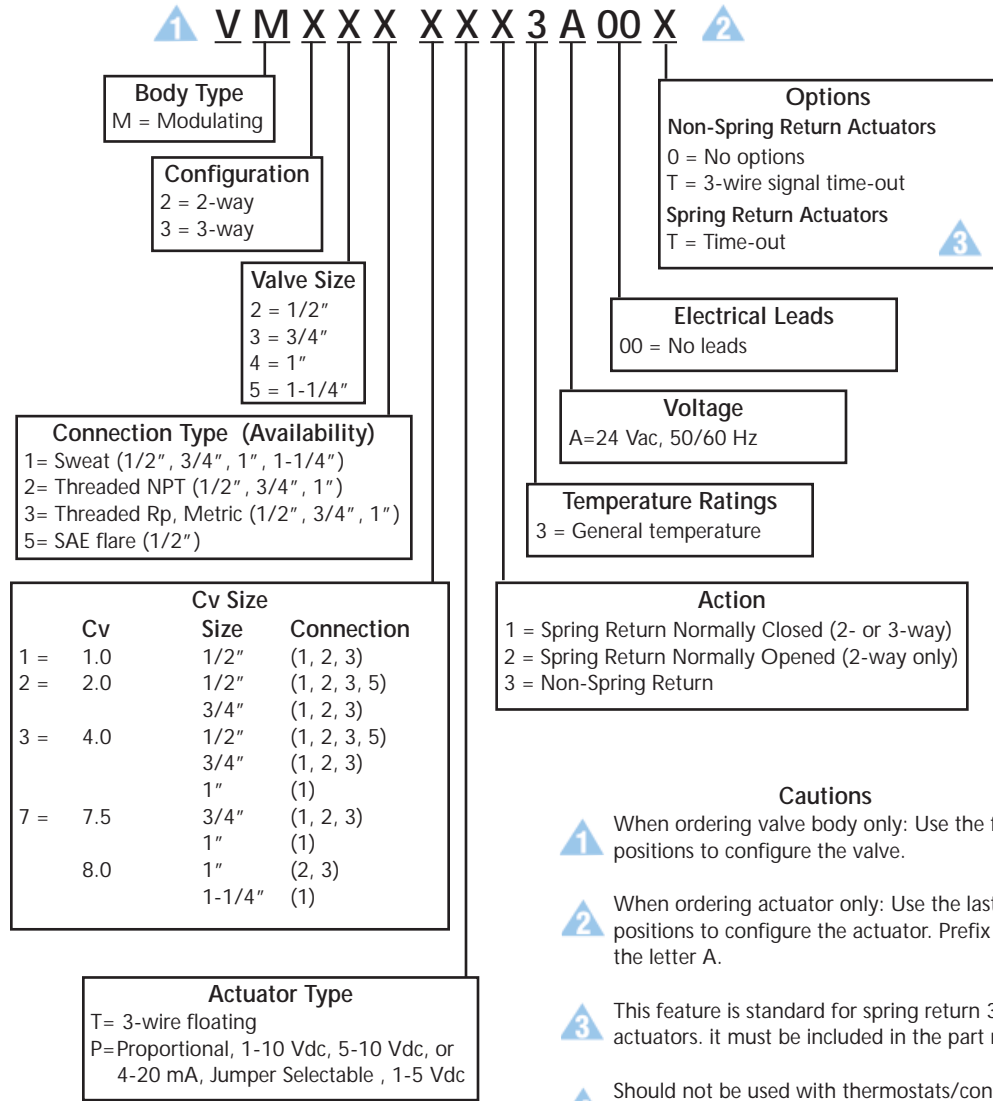 1 V M X X X X X X 3 A 00 X 2
Body Type
M = Modulating
Configuration
2 = 2-way
3 = 3-way
Valve Size
2 = 1/2"
3 = 3/4"
4 = 1"
5 = 1-1/4"
Connection Type (Availability)
1= Sweat (1/2", 3/4", 1", 1-1/4")
2= Threaded NPT (1/2", 3/4", 1")
3= Threaded Rp, Metric (1/2", 3/4", 1")
5= SAE flare (1/2")
Cv Size
Cv Size Connection
1 = 1.0 1/2" (1, 2, 3)
2 = 2.0 1/2" (1, 2, 3, 5)
3/4" (1, 2, 3)
3 = 4.0 1/2" (1, 2, 3, 5)
3/4" (1, 2, 3)
1" (1)
7 = 7.5 3/4" (1, 2, 3)
1" (1)
8.0 1" (2, 3)
1-1/4" (1)
Actuator Type
T= 3-wire floating
P=Proportional, 1-10 Vdc, 5-10 Vdc, or
4-20 mA, Jumper Selectable , 1-5 Vdc
Options
Non-Spring Return Actuators
0 = No options
T = 3-wire signal time-out
Spring Return Actuators
T = Time-out 3
Electrical Leads
00 = No leads
Voltage
A=24 Vac, 50/60 Hz
Temperature Ratings
3 = General temperature
Action
1 = Spring Return Normally Closed (2- or 3-way)
2 = Spring Return Normally Opened (2-way only)
3 = Non-Spring Return
Cautions
1 When ordering valve body only: Use the
positions to configure the valve.
2 When ordering actuator only: Use the last
positions to configure the actuator. Prefix
the letter A.
3 This feature is standard for spring return 3
actuators. it must be included in the part
Should not be used with thermostats/con